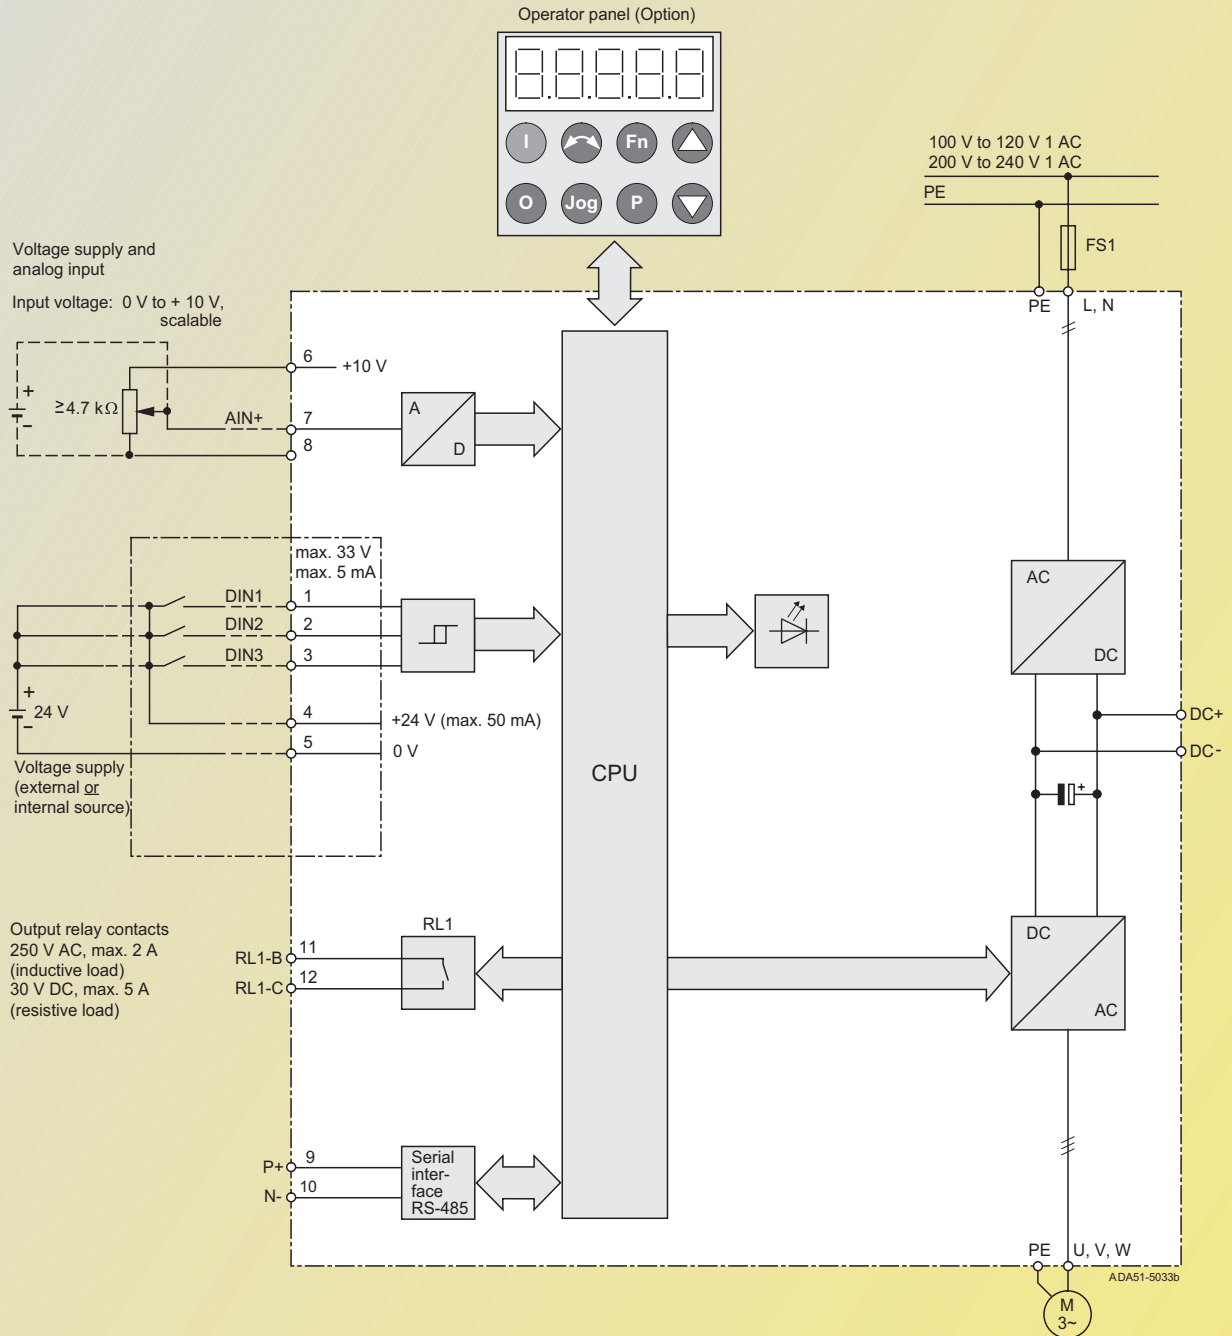 Operator panel (Option)
I
Fn
O
Jog
P
100 V to 120 V 1 AC
200 V to 240 V 1 AC
PE
FS1
PE
L, N
Voltage supply and
analog input
Input voltage: 0 V to + 10 V,
scalable
+
-
≥4.7 kΩ
6
+10 V
AIN+
7
8
A
D
max. 33 V
max. 5 mA
DIN1
1
DIN2
2
DIN3
3
+
24 V
-
4
+24 V (max. 50 mA)
5
0 V
Voltage supply
(external or
internal source)
CPU
AC
DC
DC+
DC-
+
Output relay contacts
250 V AC, max. 2 A
(inductive load)
30 V DC, max. 5 A
(resistive load)
RL1
RL1-B
11
RL1-C
12
DC
AC
P+
9
N-
10
Serial
inter-
face
RS-485
PE
U, V, W
ADA51-5033b
M
3~